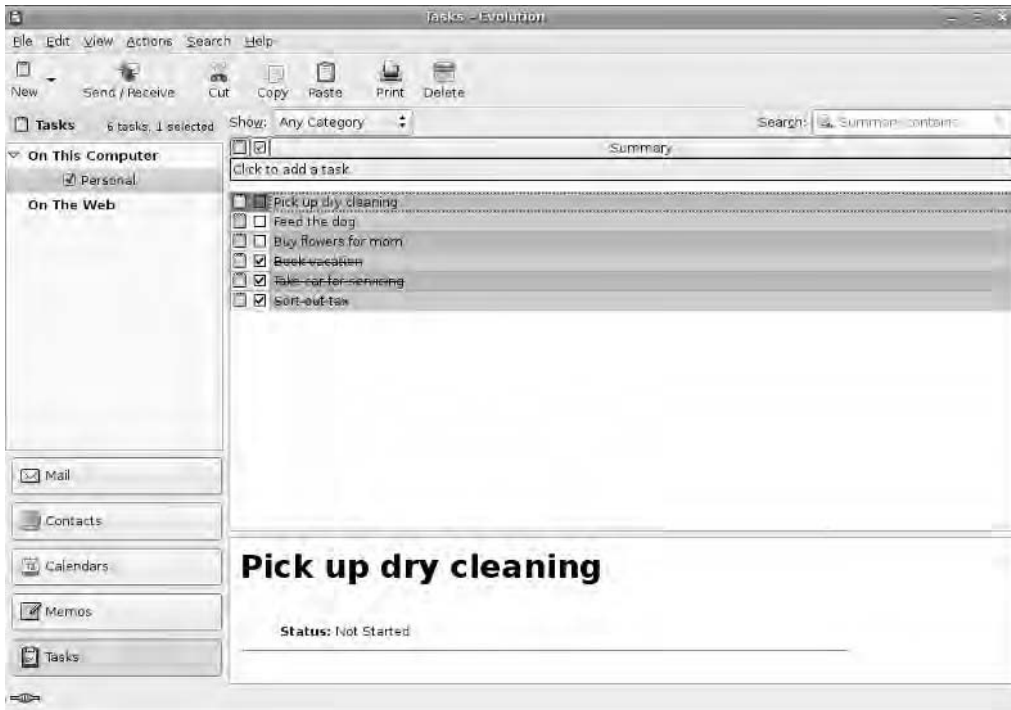 Tasks - Evolution
File Edit View Actions Search Help
New Send / Receive Cut Copy Paste Print Delete
Tasks 6 tasks, 1 selected Show: Any Category Search: Summary contains
On This Computer
Personal
On The Web
Summary
Click to add a task
Pick up dry cleaning
Feed the dog
Buy flowers for mom
Book vacation
Take car for servicing
Sort out tax
Mail
Contacts
Calendars
Memos
Tasks
Pick up dry cleaning
Status: Not Started